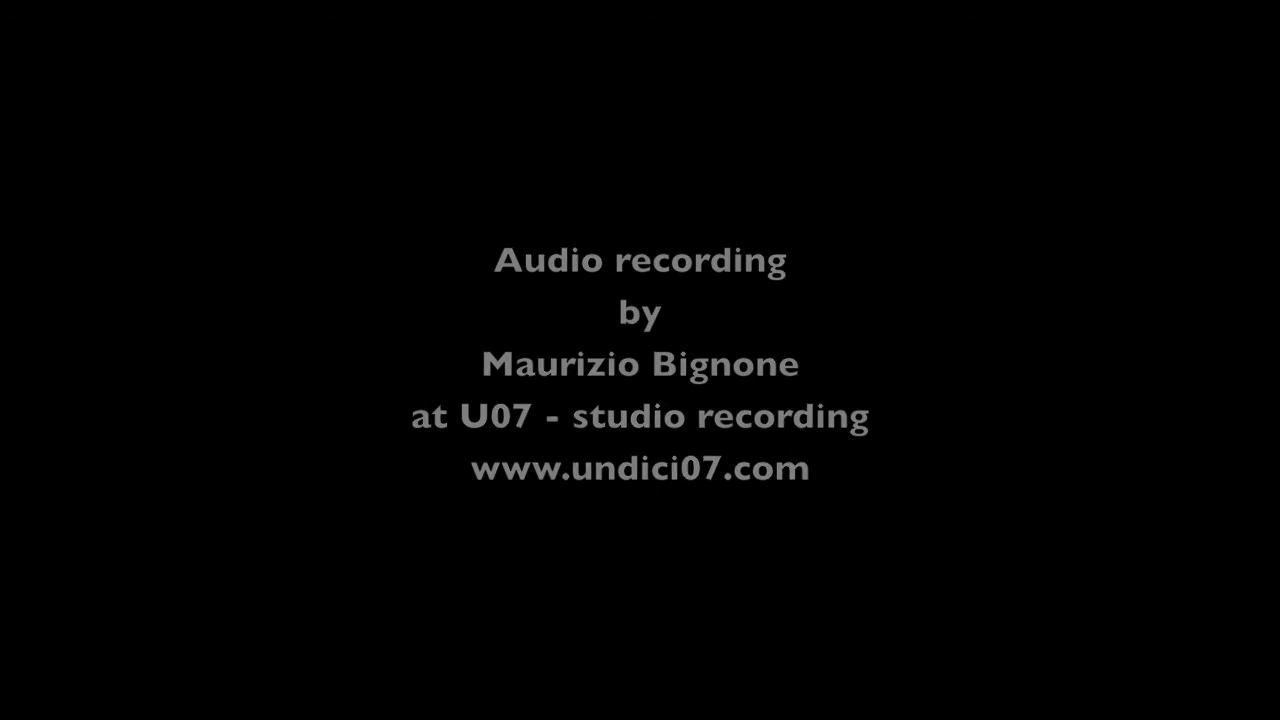 Audio recording
by
Maurizio Bignone
at U07 - studio recording
www.undici07.com